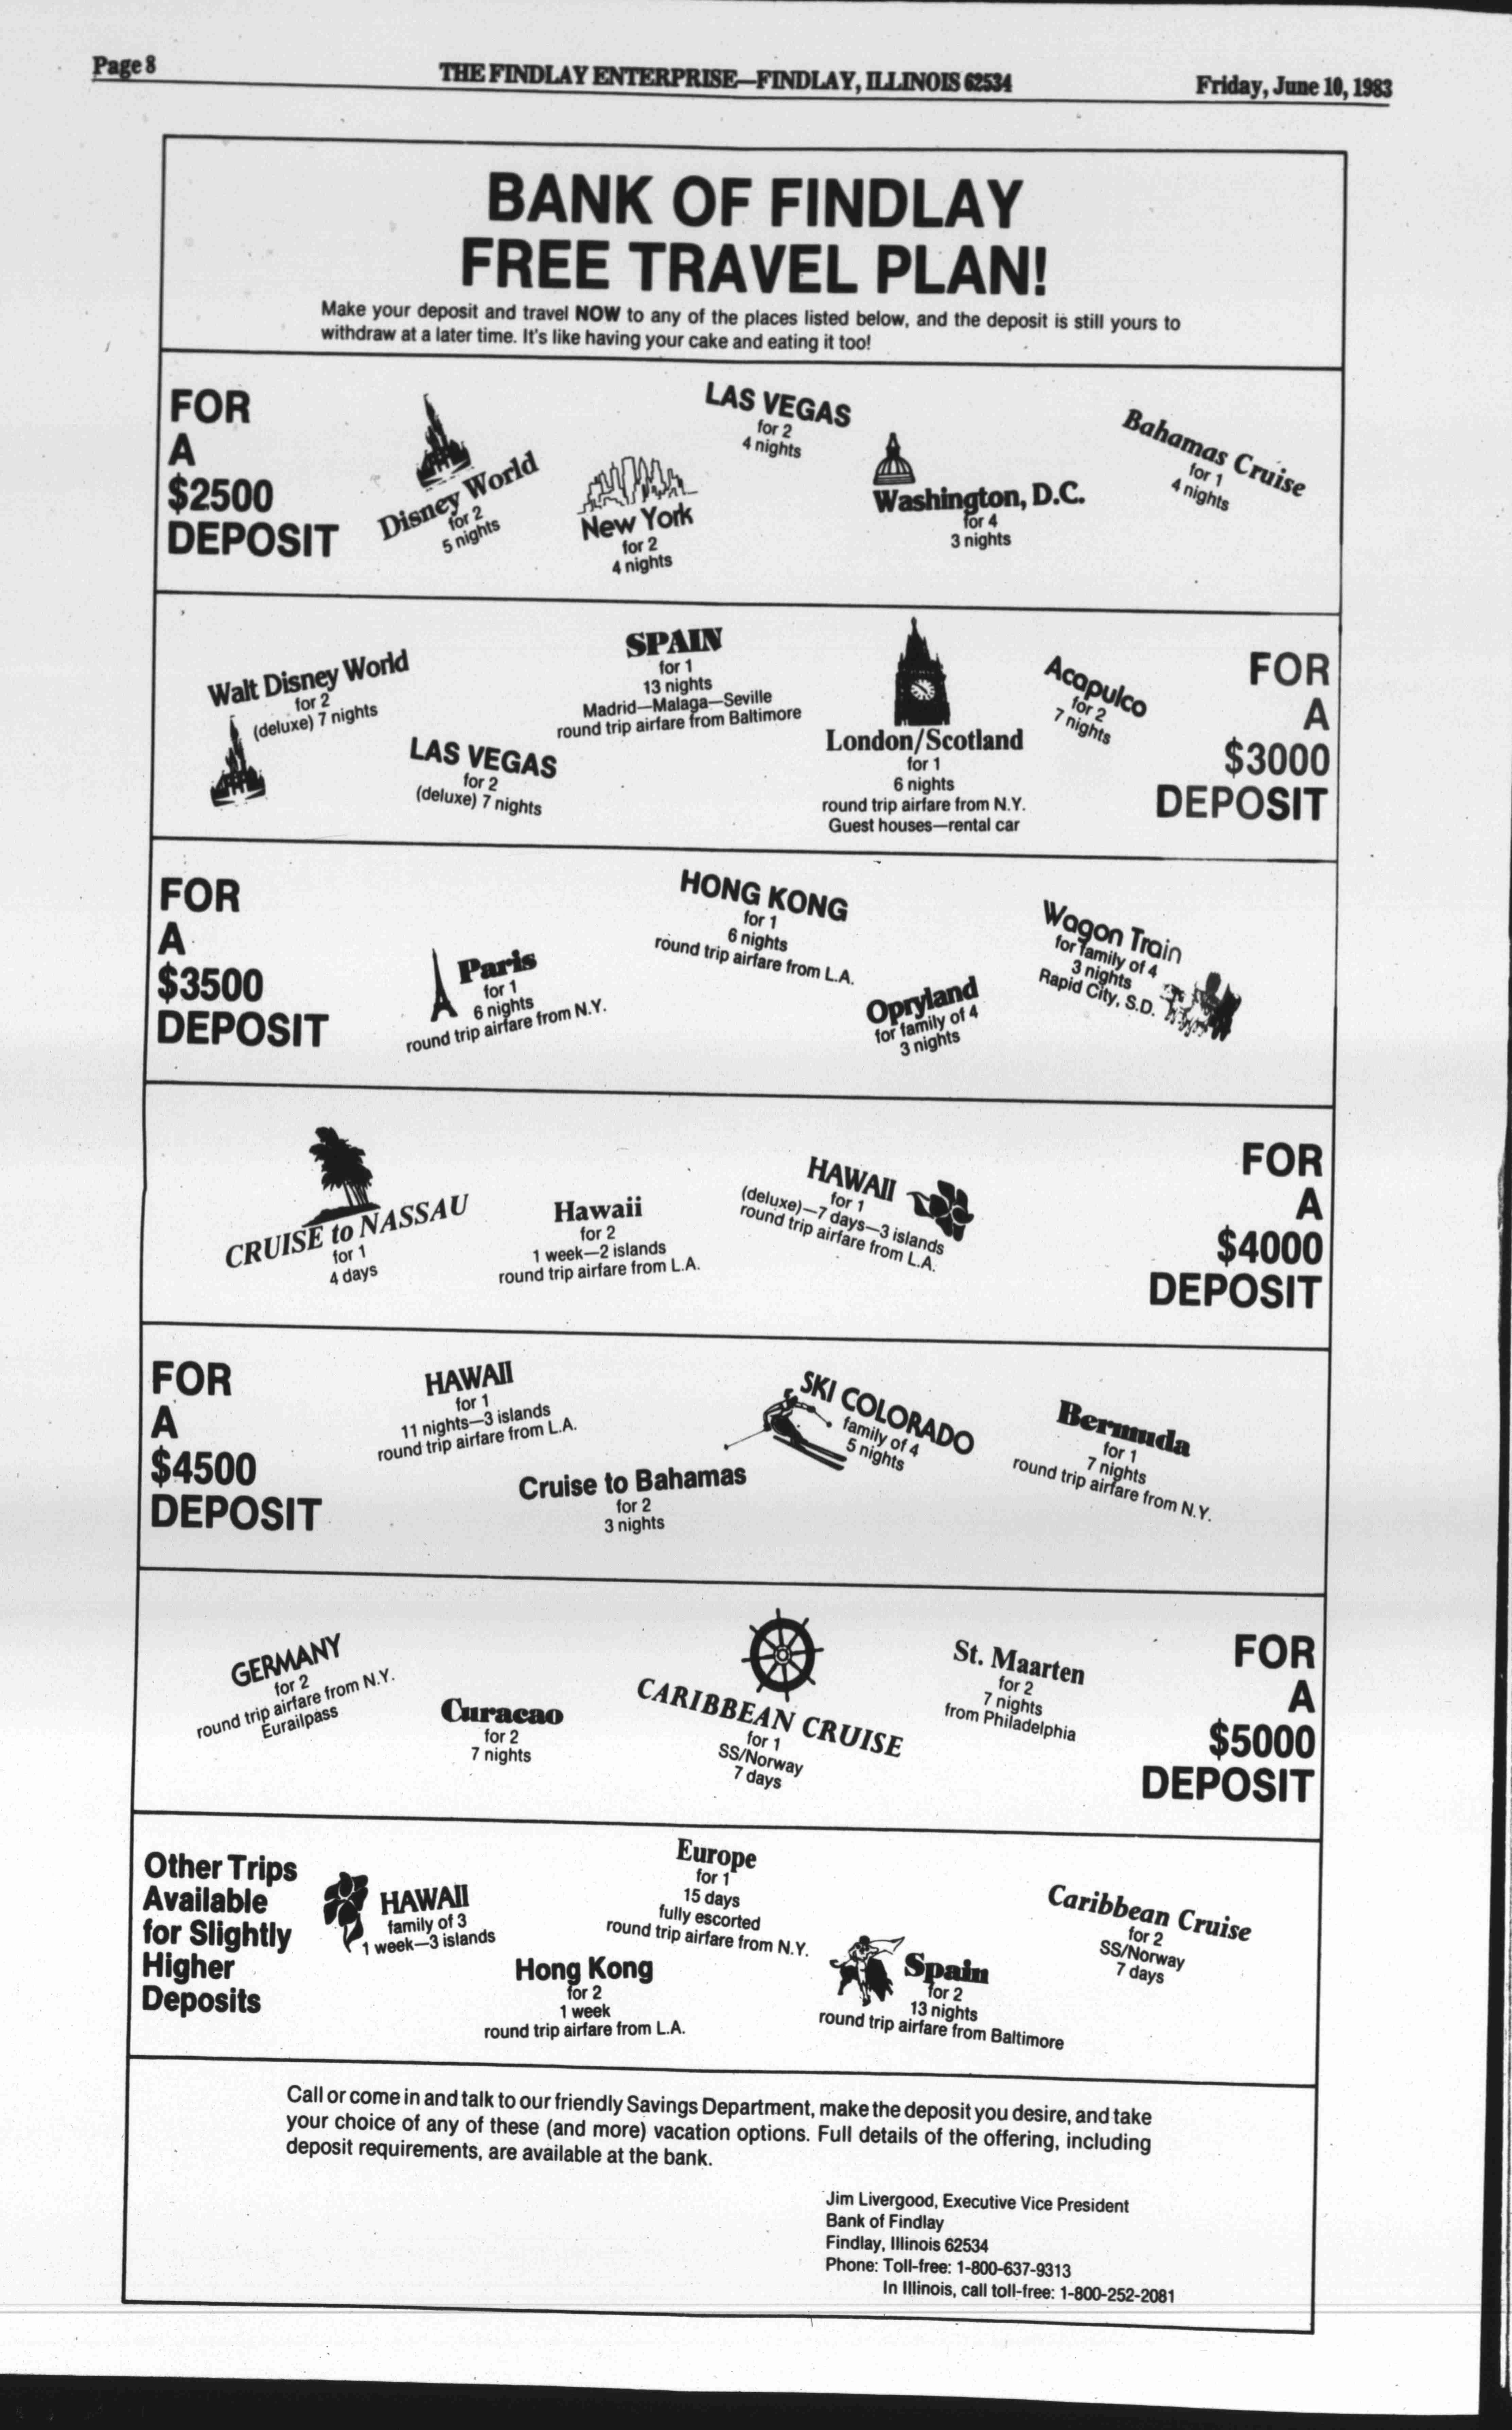 Page 8
THE FINDLAY ENTERPRISE—FINDLAY, ILLINOIS 62534
Friday, June 10, 1983
BANK OF FINDLAY
FREE TRAVEL PLAN!
Make your deposit and travel NOW to any of the places listed below, and the deposit is still yours to
withdraw at a later time. It's like having your cake and eating it too!
FOR
A
$2500
DEPOSIT
Disney World
for 2
5 nights
New York
for 2
4 nights
LAS VEGAS
for 2
4 nights
Washington, D.C.
for 4
3 nights
Bahamas Cruise
for 1
4 nights
Walt Disney World
for 2
(deluxe) 7 nights
LAS VEGAS
for 2
(deluxe) 7 nights
SPAIN
for 1
13 nights
Madrid—Malaga—Seville
round trip airfare from Baltimore
London/Scotland
for 1
6 nights
round trip airfare from N.Y.
Guest houses—rental car
Acapulco
for 2
7 nights
FOR
A
$3000
DEPOSIT
FOR
A
$3500
DEPOSIT
Paris
for 1
6 nights
round trip airfare from N.Y.
HONG KONG
for 1
6 nights
round trip airfare from L.A.
Opryland
for family of 4
3 nights
Wagon Train
for family of 4
3 nights
Rapid City, S.D.
CRUISE to NASSAU
for 1
4 days
Hawaii
for 2
1 week—2 islands
round trip airfare from L.A.
HAWAII
for 1
(deluxe)—7 days—3 islands
round trip airfare from L.A.
FOR
A
$4000
DEPOSIT
FOR
A
$4500
DEPOSIT
HAWAII
for 1
11 nights—3 islands
round trip airfare from L.A.
Cruise to Bahamas
for 2
3 nights
SKI COLORADO
family of 4
5 nights
Bermuda
for 1
7 nights
round trip airfare from N.Y.
GERMANY
for 2
round trip airfare from N.Y.
Eurailpass
Curacao
for 2
7 nights
CARIBBEAN CRUISE
for 1
SS/Norway
7 days
St. Maarten
for 2
7 nights
from Philadelphia
FOR
A
$5000
DEPOSIT
Other Trips
Available
for Slightly
Higher
Deposits
HAWAII
family of 3
1 week—3 islands
Hong Kong
for 2
1 week
round trip airfare from L.A.
Europe
for 1
15 days
fully escorted
round trip airfare from N.Y.
Spain
for 2
13 nights
round trip airfare from Baltimore
Caribbean Cruise
for 2
SS/Norway
7 days
Call or come in and talk to our friendly Savings Department, make the deposit you desire, and take
your choice of any of these (and more) vacation options. Full details of the offering, including
deposit requirements, are available at the bank.
Jim Livergood, Executive Vice President
Bank of Findlay
Findlay, Illinois 62534
Phone: Toll-free: 1-800-637-9313
In Illinois, call toll-free: 1-800-252-2081